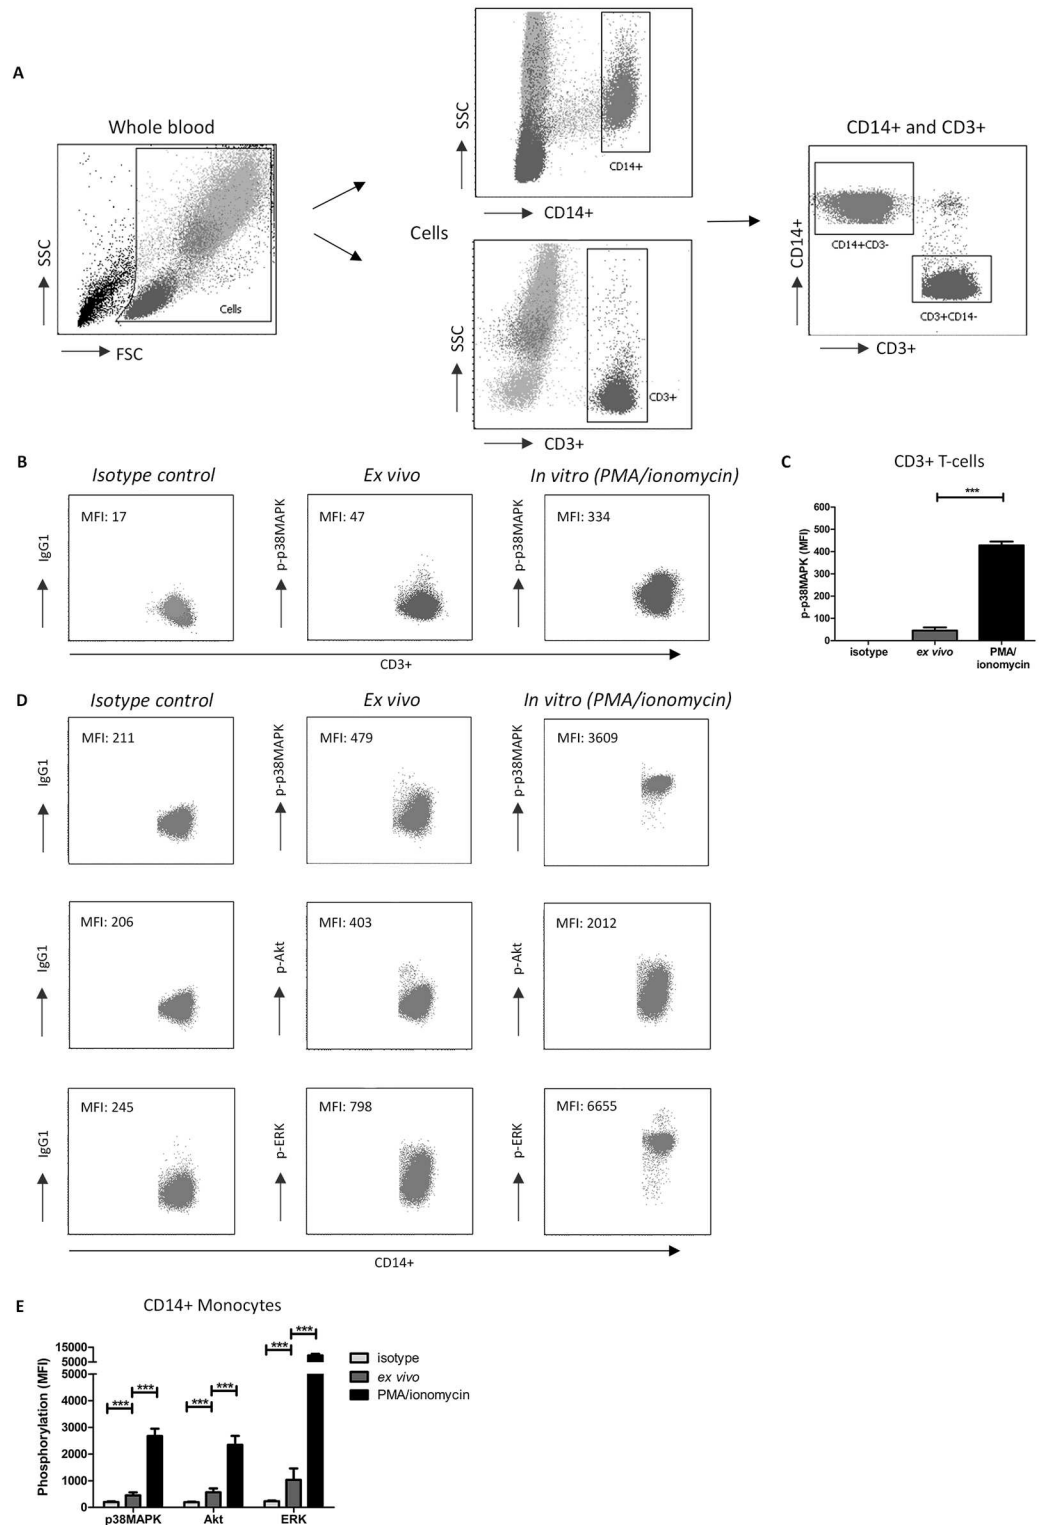 A
Whole blood
SSC
Cells
FSC
SSC
CD14+
CD14+
Cells
SSC
CD3+
CD3+
CD14+ and CD3+
CD14+
CD14+CD3-
CD3+CD14-
CD3+
B
Isotype control
Ex vivo
In vitro (PMA/ionomycin)
IgG1
MFI: 17
p-p38MAPK
MFI: 47
p-p38MAPK
MFI: 334
CD3+
C
CD3+ T-cells
***
p-p38MAPK (MFI)
600
500
400
300
200
100
0
isotype
ex vivo
PMA/
ionomycin
D
Isotype control
Ex vivo
In vitro (PMA/ionomycin)
IgG1
MFI: 211
p-p38MAPK
MFI: 479
p-p38MAPK
MFI: 3609
IgG1
MFI: 206
p-Akt
MFI: 403
p-Akt
MFI: 2012
IgG1
MFI: 245
p-ERK
MFI: 798
p-ERK
MFI: 6655
CD14+
E
CD14+ Monocytes
Phosphorylation (MFI)
15000
5000
5000
4000
3000
2000
1000
0
***
***
***
***
***
***
p38MAPK
Akt
ERK
isotype
ex vivo
PMA/ionomycin